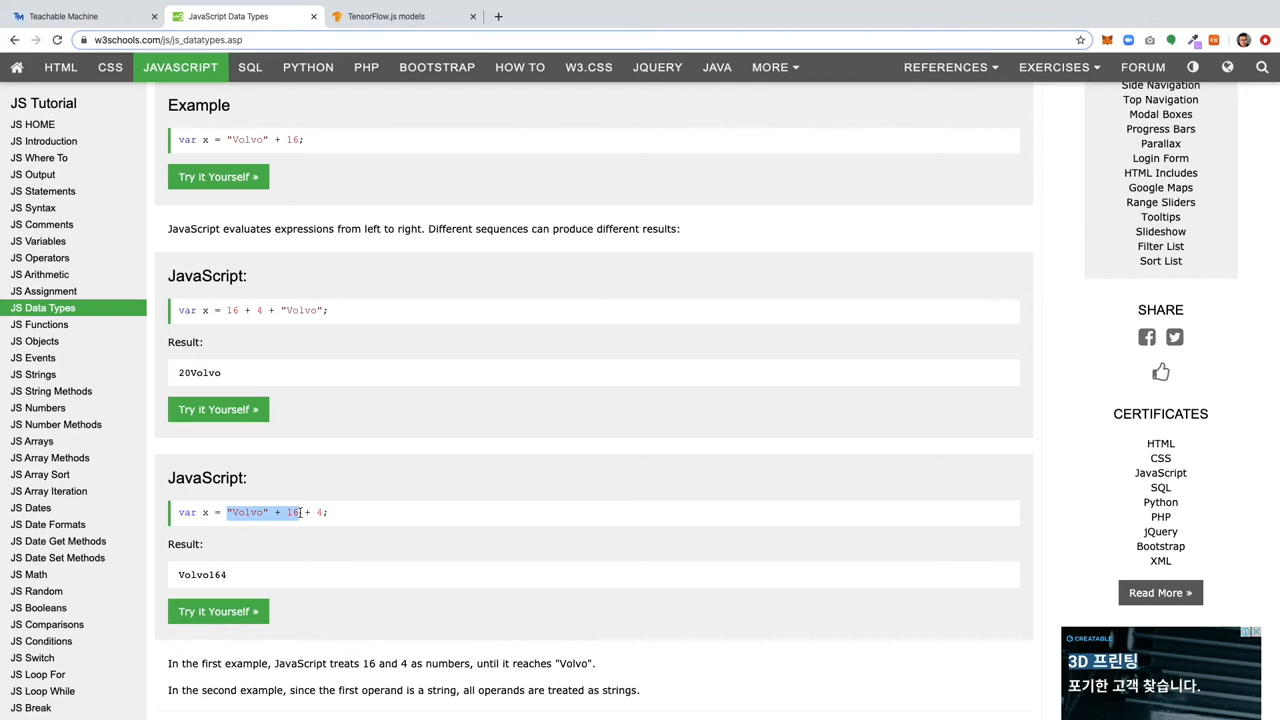 Teachable Machine
JavaScript Data Types
TensorFlow.js models
w3schools.com/js/js_datatypes.asp
HTML CSS JAVASCRIPT SQL PYTHON PHP BOOTSTRAP HOW TO W3.CSS JQUERY JAVA MORE REFERENCES EXERCISES FORUM
JS Tutorial
JS HOME
JS Introduction
JS Where To
JS Output
JS Statements
JS Syntax
JS Comments
JS Variables
JS Operators
JS Arithmetic
JS Assignment
JS Data Types
JS Functions
JS Objects
JS Events
JS Strings
JS String Methods
JS Numbers
JS Number Methods
JS Arrays
JS Array Methods
JS Array Sort
JS Array Iteration
JS Dates
JS Date Formats
JS Date Get Methods
JS Date Set Methods
JS Math
JS Random
JS Booleans
JS Comparisons
JS Conditions
JS Switch
JS Loop For
JS Loop While
JS Break
Example
var x = "Volvo" + 16;
Try it Yourself »
JavaScript evaluates expressions from left to right. Different sequences can produce different results:
JavaScript:
var x = 16 + 4 + "Volvo";
Result:
20Volvo
Try it Yourself »
JavaScript:
var x = "Volvo" + 16 + 4;
Result:
Volvo164
Try it Yourself »
In the first example, JavaScript treats 16 and 4 as numbers, until it reaches "Volvo".
In the second example, since the first operand is a string, all operands are treated as strings.
Side Navigation
Top Navigation
Modal Boxes
Progress Bars
Parallax
Login Form
HTML Includes
Google Maps
Range Sliders
Tooltips
Slideshow
Filter List
Sort List
SHARE
CERTIFICATES
HTML
CSS
JavaScript
SQL
Python
PHP
jQuery
Bootstrap
XML
Read More »
CREATABLE
3D 프린팅
포기한 고객 찾습니다.